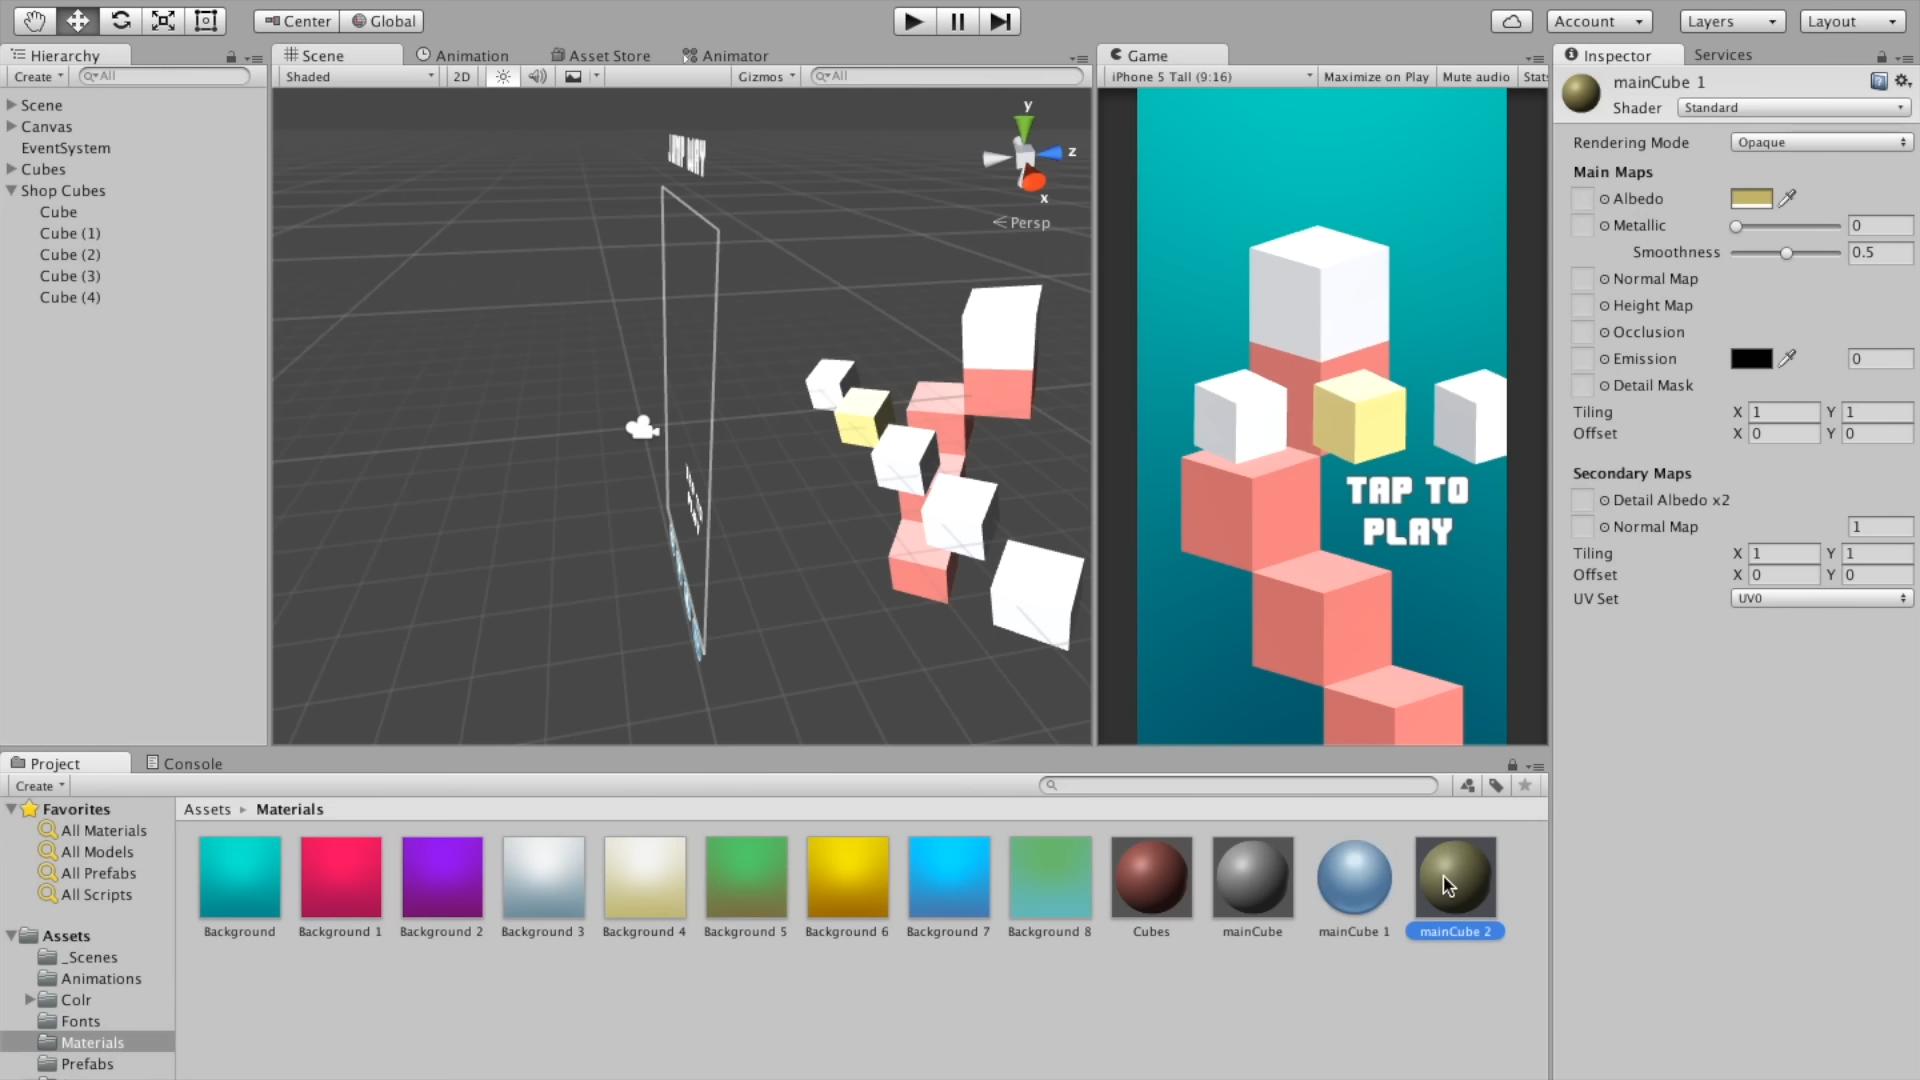 Center
Global
Account
Layers
Layout
Hierarchy
Scene
Animation
Asset Store
Animator
Game
Inspector
Services
Create
All
Shaded
2D
Gizmos
All
iPhone 5 Tall (9:16)
Maximize on Play
Mute audio
Stats
mainCube 1
Shader
Standard
Scene
Canvas
EventSystem
Cubes
Shop Cubes
Cube
Cube (1)
Cube (2)
Cube (3)
Cube (4)
y
z
x
Persp
TAP TO
PLAY
Rendering Mode
Opaque
Main Maps
Albedo
Metallic
0
Smoothness
0.5
Normal Map
Height Map
Occlusion
Emission
0
Detail Mask
Tiling
X 1
Y 1
Offset
X 0
Y 0
Secondary Maps
Detail Albedo x2
Normal Map
1
Tiling
X 1
Y 1
Offset
X 0
Y 0
UV Set
UV0
Project
Console
Create
Favorites
All Materials
All Models
All Prefabs
All Scripts
Assets
_Scenes
Animations
Colr
Fonts
Materials
Prefabs
Assets
Materials
Background
Background 1
Background 2
Background 3
Background 4
Background 5
Background 6
Background 7
Background 8
Cubes
mainCube
mainCube 1
mainCube 2